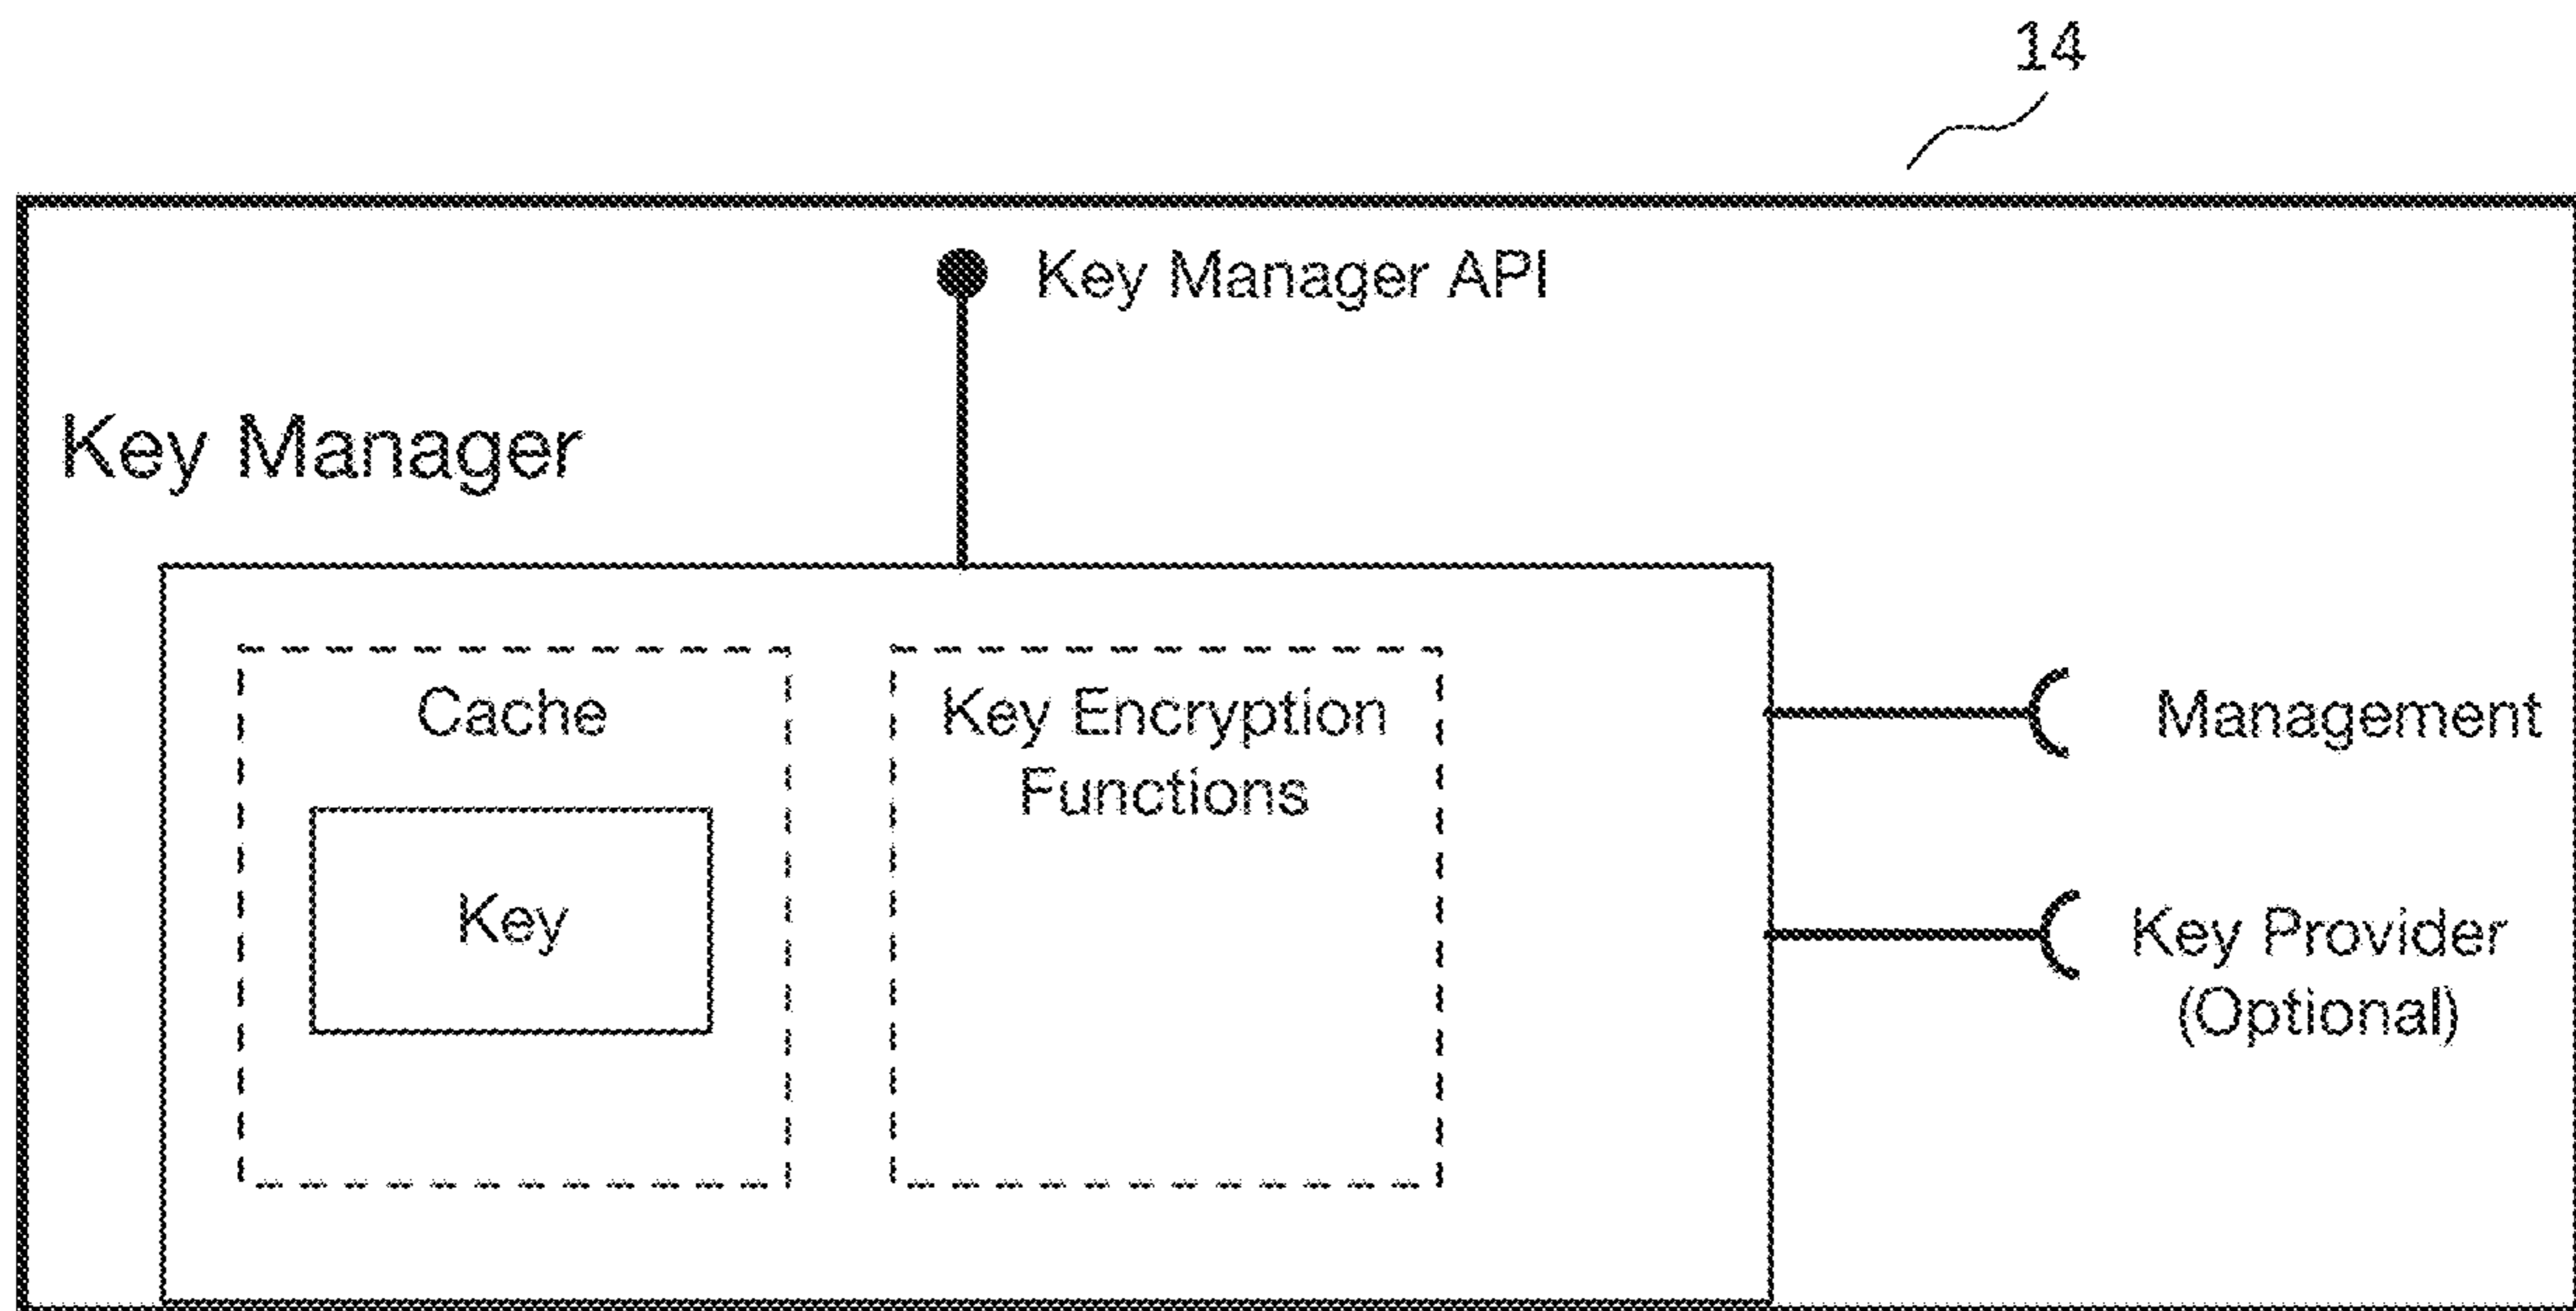 14
Key Manager API
Key Manager
Cache
Key Encryption
Functions
Key
Management
Key Provider
(Optional)